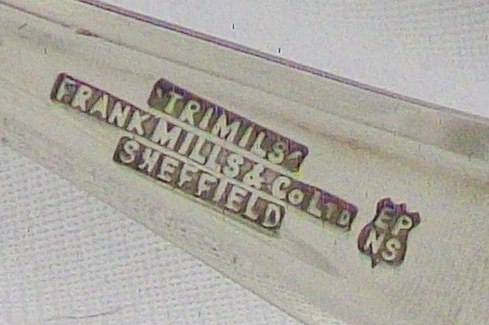 "TRIMILS"
FRANK MILLS & CO LTD
SHEFFIELD
EP
NS